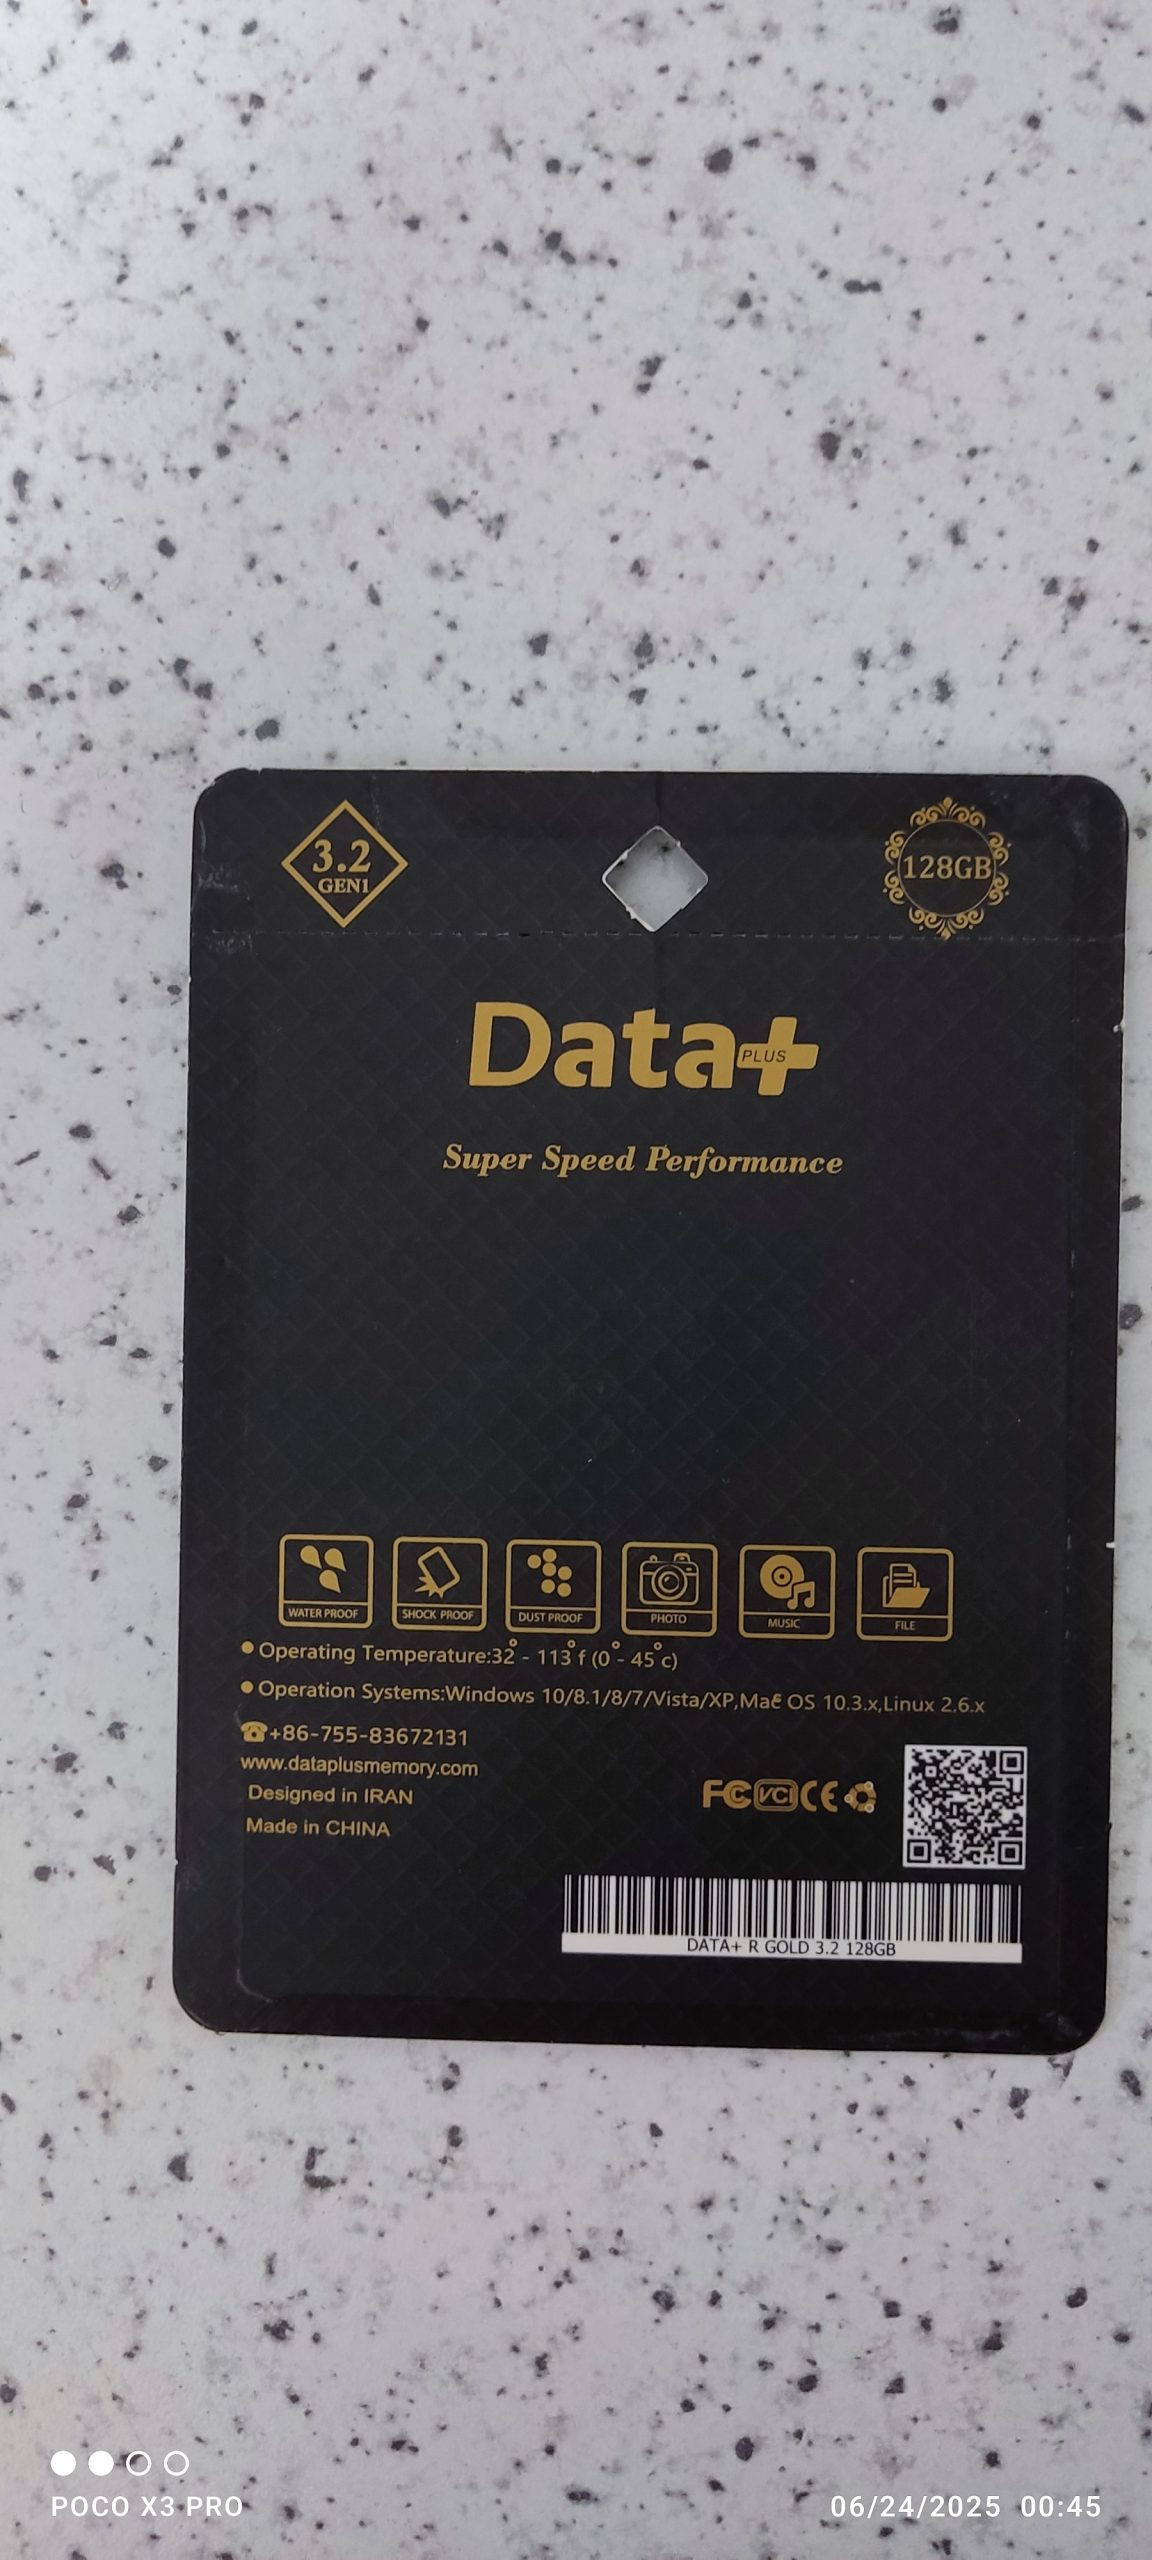 3.2
GEN1
128GB
Data+
PLUS
Super Speed Performance
WATER PROOF
SHOCK PROOF
DUST PROOF
PHOTO
MUSIC
FILE
Operating Temperature:32° - 113°f (0° - 45°c)
Operation Systems:Windows 10/8.1/8/7/Vista/XP,Mac OS 10.3.x,Linux 2.6.x
☎+86-755-83672131
www.dataplusmemory.com
Designed in IRAN
Made in CHINA
FC VCI CE
DATA+ R GOLD 3.2 128GB
POCO X3 PRO
06/24/2025 00:45